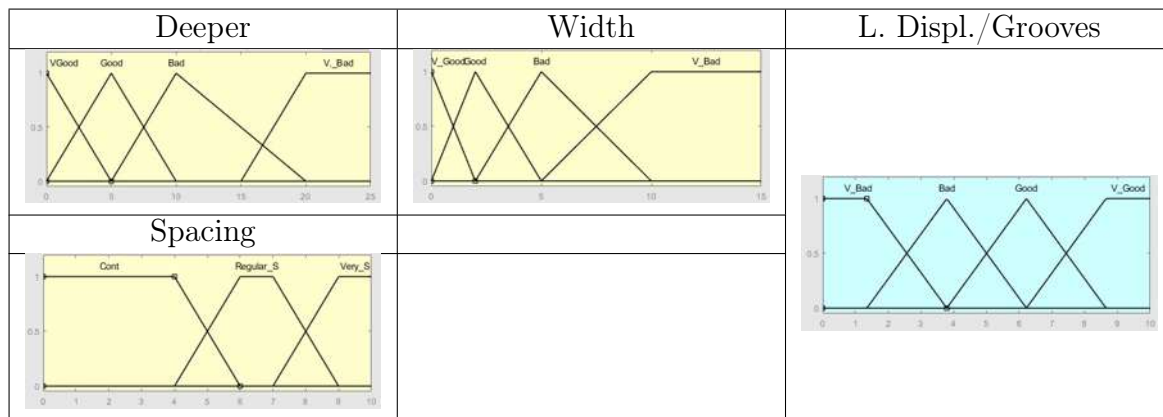 Deeper
Width
L. Displ./Grooves
VGood Good Bad V._Bad
1
0.5
0
0 5 10 15 20 25
V_Good Good Bad V_Bad
1
0.5
0
0 5 10 15
V_Bad Bad Good V_Good
1
0.5
0
0 1 2 3 4 5 6 7 8 9 10
Spacing
Cont Regular_S Very_S
1
0.5
0
0 1 2 3 4 5 6 7 8 9 10